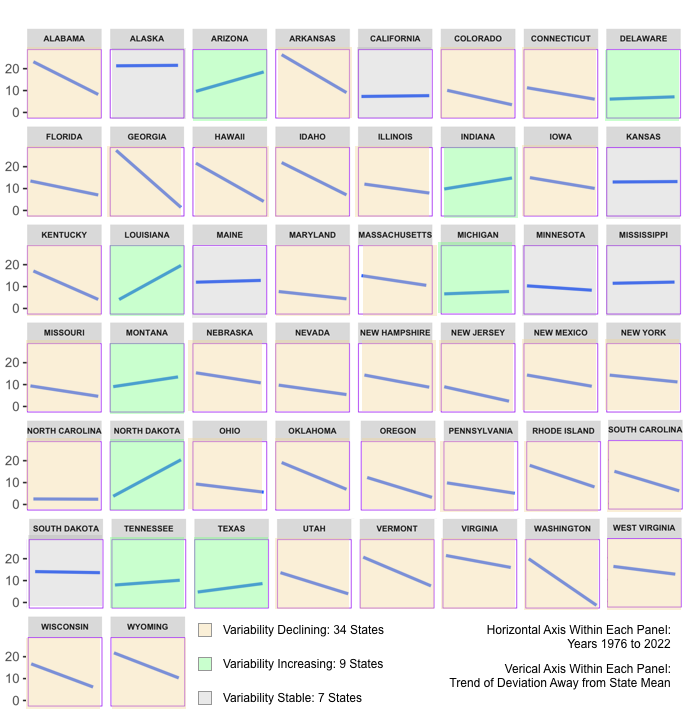 ALABAMA ALASKA ARIZONA ARKANSAS CALIFORNIA COLORADO CONNECTICUT DELAWARE
20
10
0
FLORIDA GEORGIA HAWAII IDAHO ILLINOIS INDIANA IOWA KANSAS
20
10
0
KENTUCKY LOUISIANA MAINE MARYLAND MASSACHUSETTS MICHIGAN MINNESOTA MISSISSIPPI
20
10
0
MISSOURI MONTANA NEBRASKA NEVADA NEW HAMPSHIRE NEW JERSEY NEW MEXICO NEW YORK
20
10
0
NORTH CAROLINA NORTH DAKOTA OHIO OKLAHOMA OREGON PENNSYLVANIA RHODE ISLAND SOUTH CAROLINA
20
10
0
SOUTH DAKOTA TENNESSEE TEXAS UTAH VERMONT VIRGINIA WASHINGTON WEST VIRGINIA
20
10
0
WISCONSIN WYOMING
20
10
0
Variability Declining: 34 States
Variability Increasing: 9 States
Variability Stable: 7 States
Horizontal Axis Within Each Panel:
Years 1976 to 2022
Verical Axis Within Each Panel:
Trend of Deviation Away from State Mean